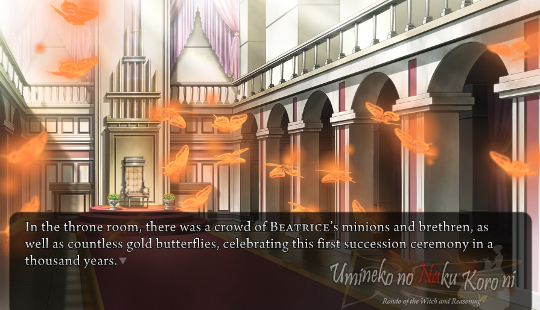 In the throne room, there was a crowd of BEATRICE's minions and brethren, as
well as countless gold butterflies, celebrating this first succession ceremony in a
thousand years.
Umineko no Naku Koro ni
Rondo of the Witch and Reasoning